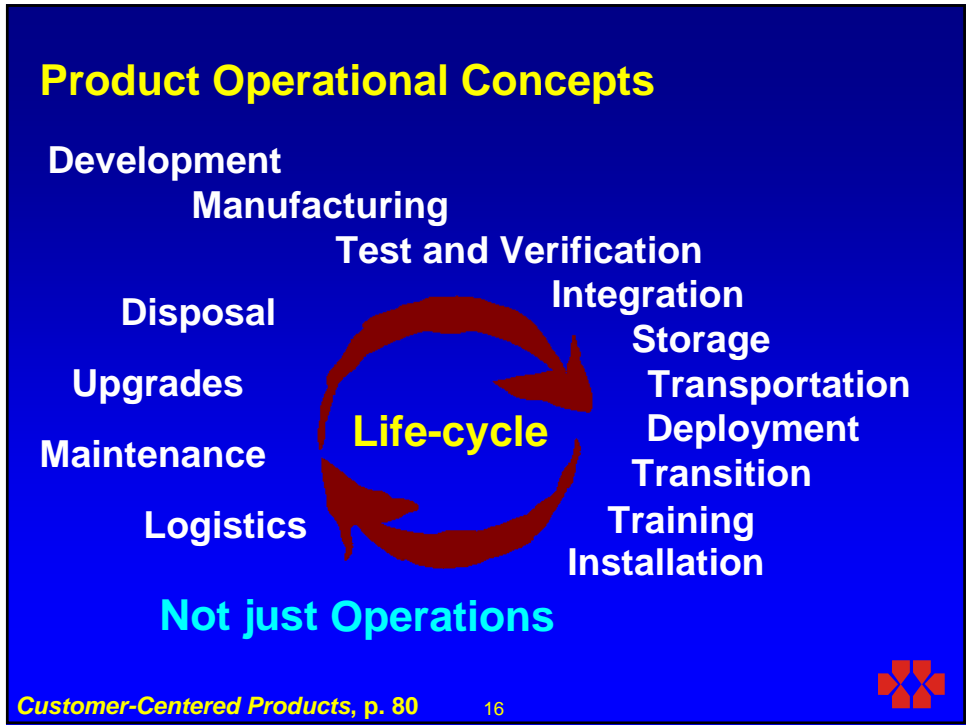 Product Operational Concepts
Development
Manufacturing
Test and Verification
Integration
Storage
Transportation
Deployment
Transition
Training
Installation
Not just Operations
Logistics
Maintenance
Upgrades
Disposal
Life-cycle
Customer-Centered Products, p. 80
16